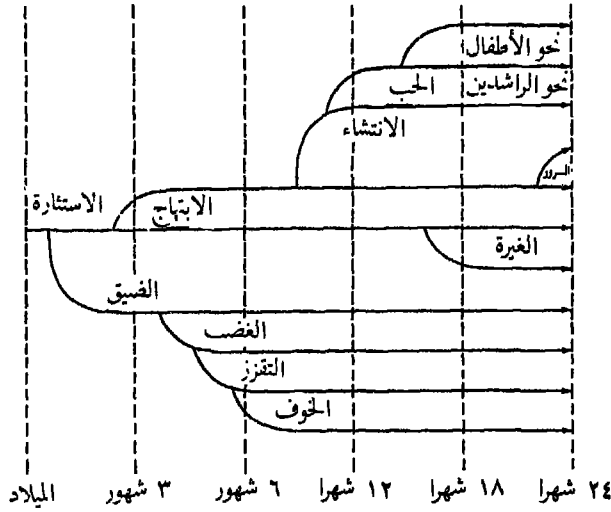 نحو الأطفال
الحب نحو الراشدين
الانتشاء
السرور
الاستثارة الابتهاج
الغيرة
الضيق
الغضب
التقزز
الخوف
الميلاد ٣ شهور ٦ شهور ١٢ شهرا ١٨ شهرا ٢٤ شهرا